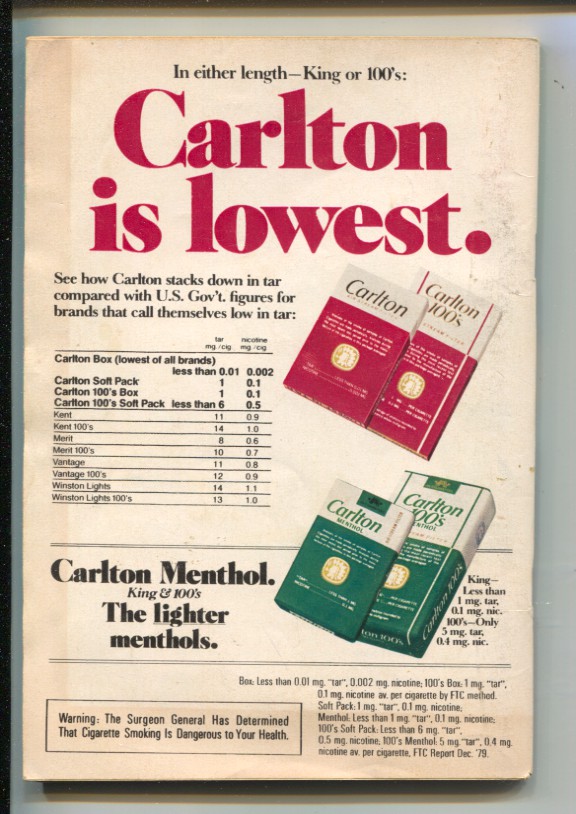 In either length—King or 100's:
Carlton
is lowest.
See how Carlton stacks down in tar
compared with U.S. Gov't. figures for
brands that call themselves low in tar:
tar nicotine
mg./cig. mg./cig.
Carlton Box (lowest of all brands)
less than 0.01 0.002
Carlton Soft Pack 1 0.1
Carlton 100's Box 1 0.1
Carlton 100's Soft Pack less than 6 0.5
Kent 11 0.9
Kent 100's 14 1.0
Merit 8 0.6
Merit 100's 10 0.7
Vantage 11 0.8
Vantage 100's 12 0.9
Winston Lights 14 1.1
Winston Lights 100's 13 1.0
Carlton
Carlton
100's
Carlton
MENTHOL
Carlton
100's
MENTHOL
Carlton 100's
Carlton Menthol.
King & 100's
The lighter
menthols.
King—
Less than
1 mg. tar,
0.1 mg. nic.
100's—Only
5 mg. tar,
0.4 mg. nic.
Box: Less than 0.01 mg. "tar", 0.002 mg. nicotine; 100's Box: 1 mg. "tar",
0.1 mg. nicotine av. per cigarette by FTC method.
Soft Pack: 1 mg. "tar", 0.1 mg. nicotine;
Menthol: Less than 1 mg. "tar", 0.1 mg. nicotine;
100's Soft Pack: Less than 6 mg. "tar",
0.5 mg. nicotine; 100's Menthol: 5 mg. "tar", 0.4 mg.
nicotine av. per cigarette, FTC Report Dec. '79.
Warning: The Surgeon General Has Determined
That Cigarette Smoking Is Dangerous to Your Health.